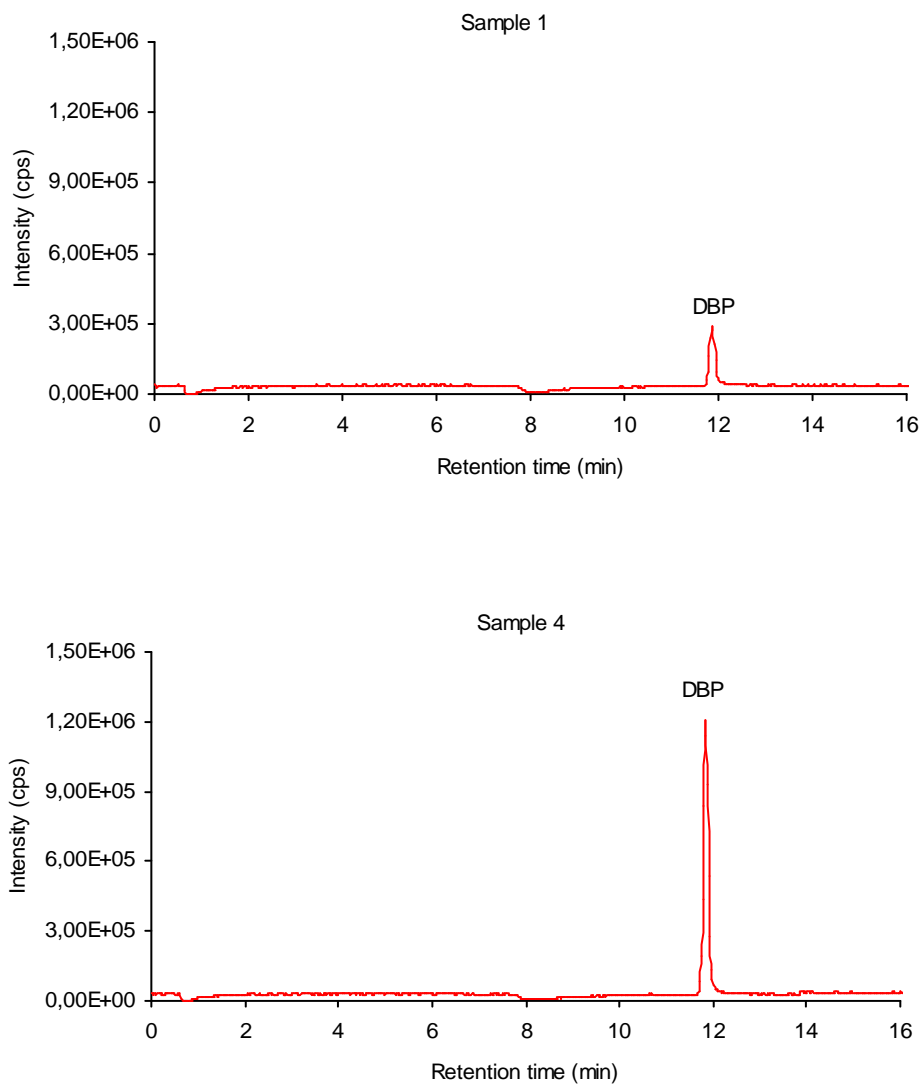 Sample 1
1,50E+06
1,20E+06
9,00E+05
6,00E+05
3,00E+05
0,00E+00
Intensity (cps)
DBP
0 2 4 6 8 10 12 14 16
Retention time (min)
Sample 4
1,50E+06
1,20E+06
9,00E+05
6,00E+05
3,00E+05
0,00E+00
Intensity (cps)
DBP
0 2 4 6 8 10 12 14 16
Retention time (min)